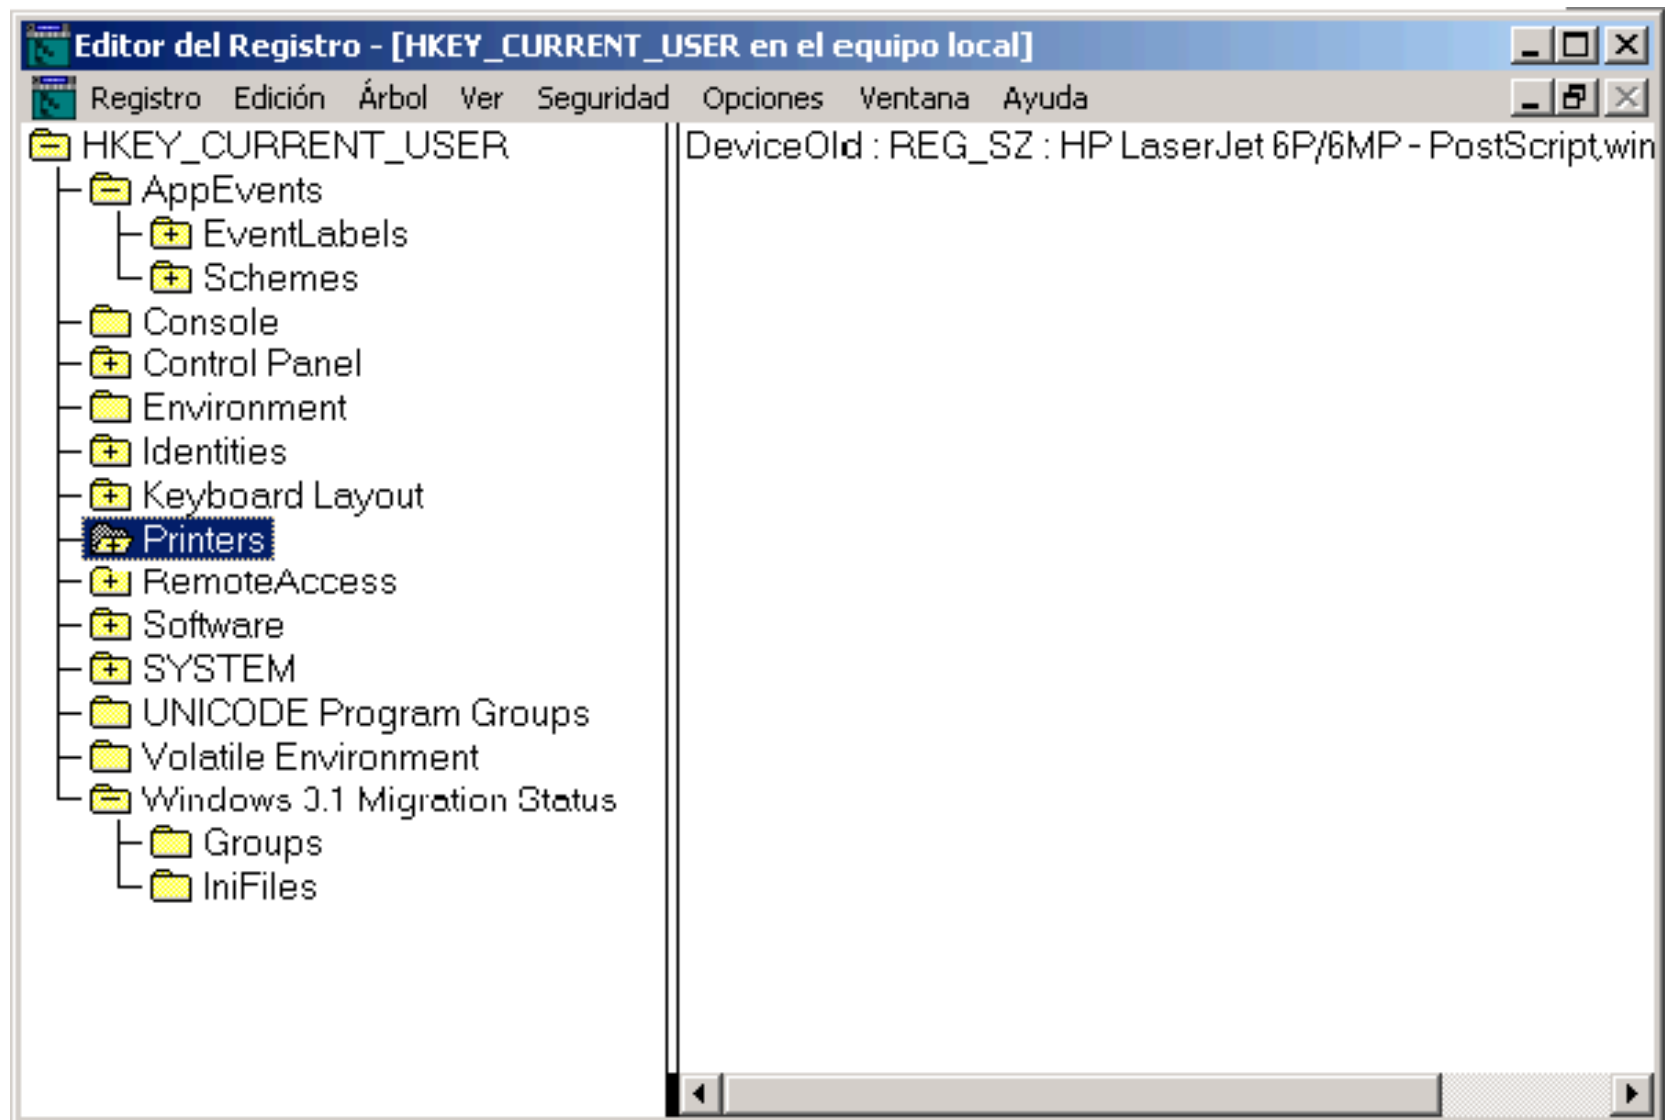 Editor del Registro - [HKEY_CURRENT_USER en el equipo local]
Registro Edición Árbol Ver Seguridad Opciones Ventana Ayuda
HKEY_CURRENT_USER
AppEvents
EventLabels
Schemes
Console
Control Panel
Environment
Identities
Keyboard Layout
Printers
RemoteAccess
Software
SYSTEM
UNICODE Program Groups
Volatile Environment
Windows 3.1 Migration Status
Groups
IniFiles
DeviceOld : REG_SZ : HP LaserJet 6P/6MP - PostScript,win